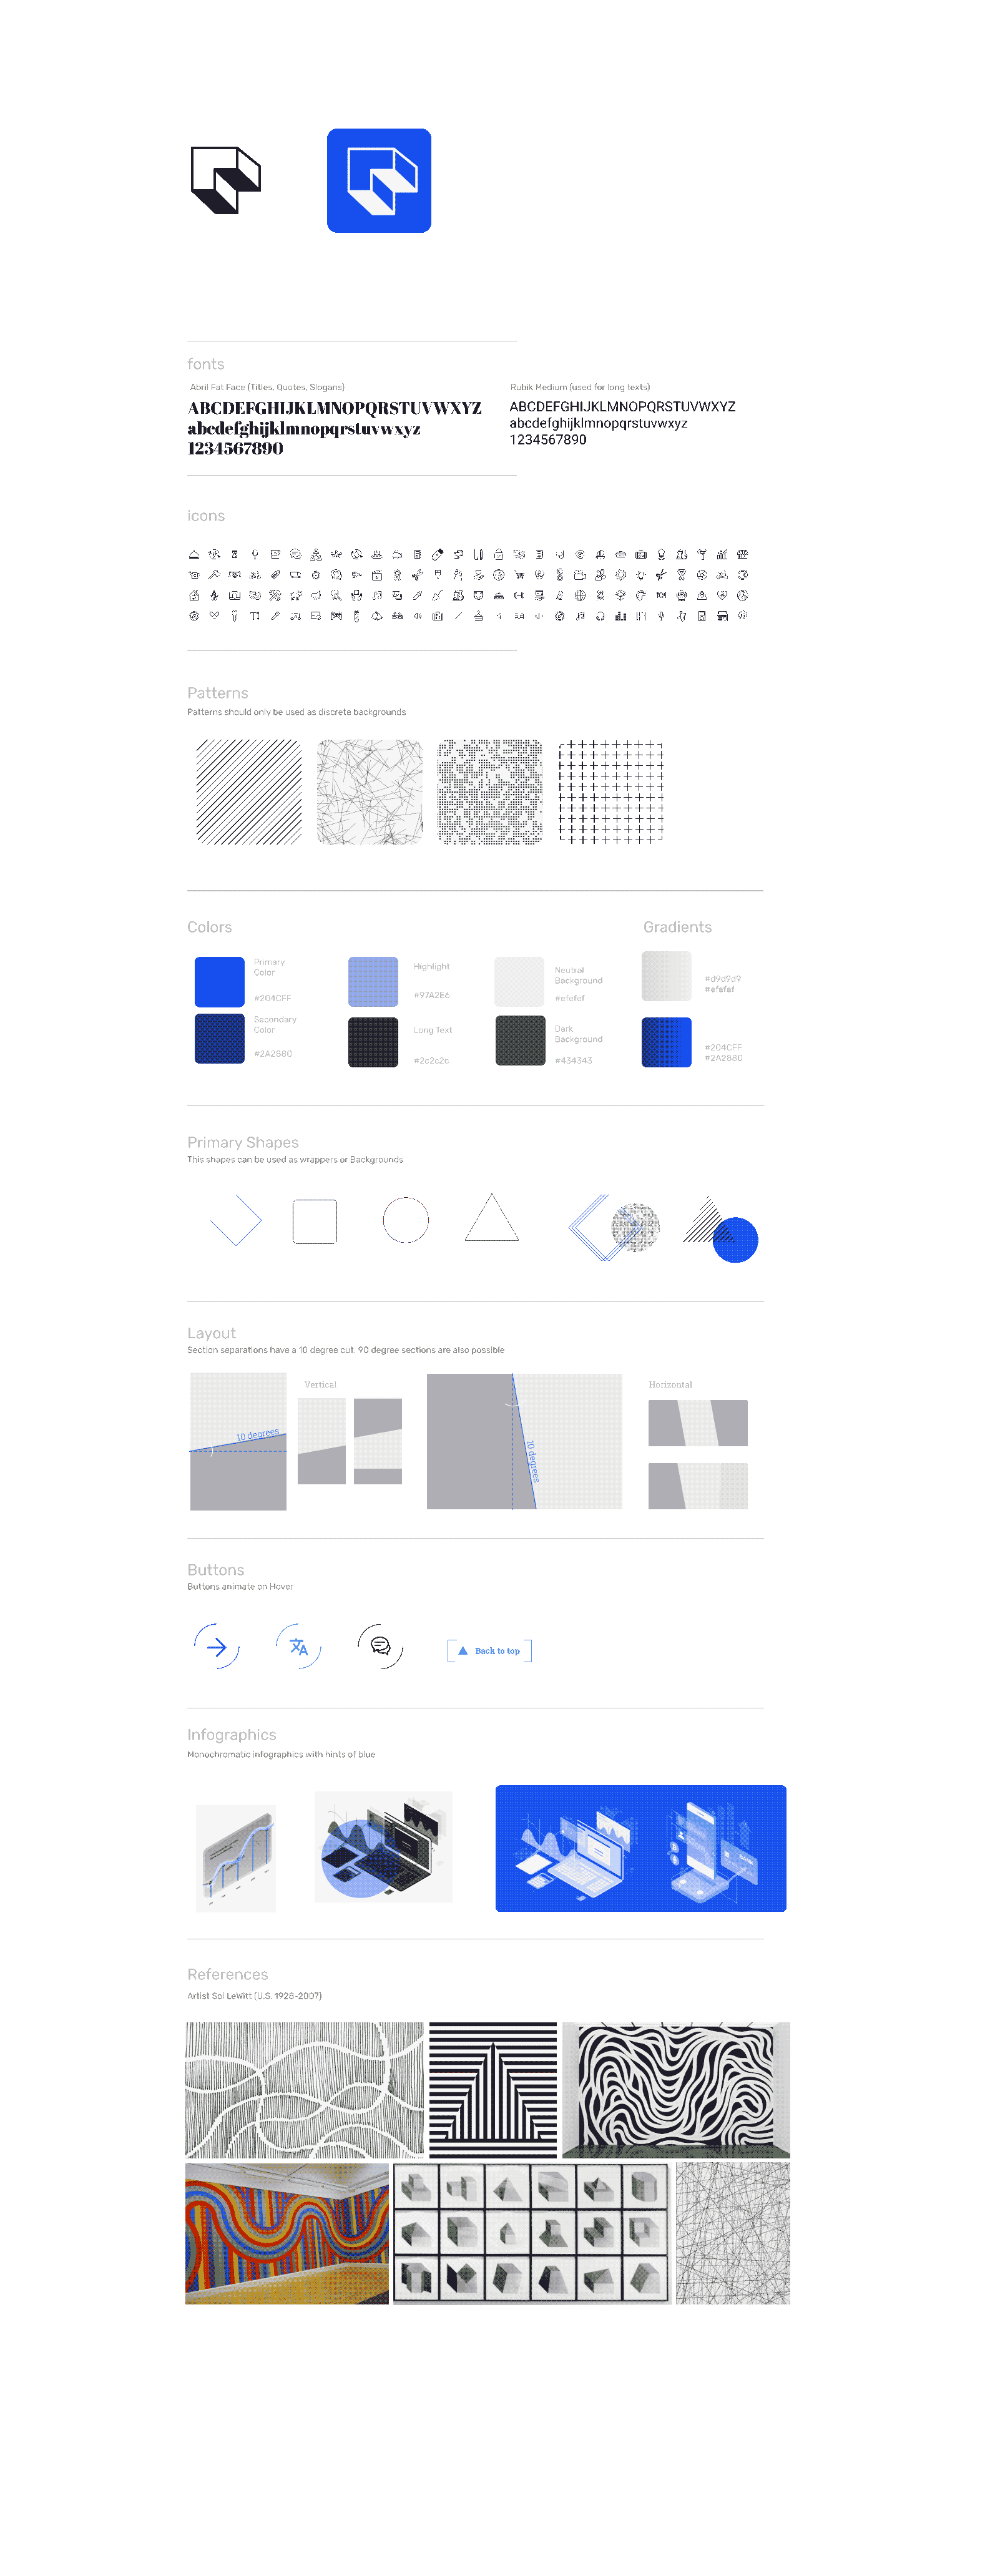 fonts
Abril Fat Face (Titles, Quotes, Slogans)
ABCDEFGHIJKLMNOPQRSTUVWXYZ
abcdefghijklmnopqrstuvwxyz
1234567890
Rubik Medium (used for long texts)
ABCDEFGHIJKLMNOPQRSTUVWXYZ
abcdefghijklmnopqrstuvwxyz
1234567890
icons
Patterns
Patterns should only be used as discrete backgrounds
Colors
Primary
Color
#204CFF
Secondary
Color
#2A2880
Highlight
#97A2E6
Long Text
#2c2c2c
Neutral
Background
#efefef
Dark
Background
#434343
Gradients
#d9d9d9
#efefef
#204CFF
#2A2880
Primary Shapes
This shapes can be used as wrappers or Backgrounds
Layout
Section separations have a 10 degree cut. 90 degree sections are also possible
10 degrees
Vertical
10 degrees
Horizontal
Buttons
Buttons animate on Hover
Back to top
Infographics
Monochromatic infographics with hints of blue
References
Artist Sol LeWitt (U.S. 1928-2007)